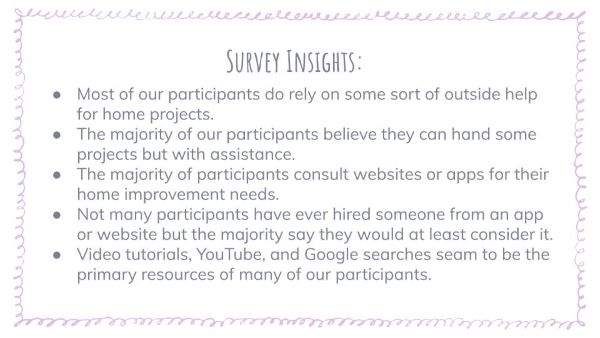 Survey Insights:
● Most of our participants do rely on some sort of outside help
for home projects.
● The majority of our participants believe they can hand some
projects but with assistance.
● The majority of participants consult websites or apps for their
home improvement needs.
● Not many participants have ever hired someone from an app
or website but the majority say they would at least consider it.
● Video tutorials, YouTube, and Google searches seam to be the
primary resources of many of our participants.